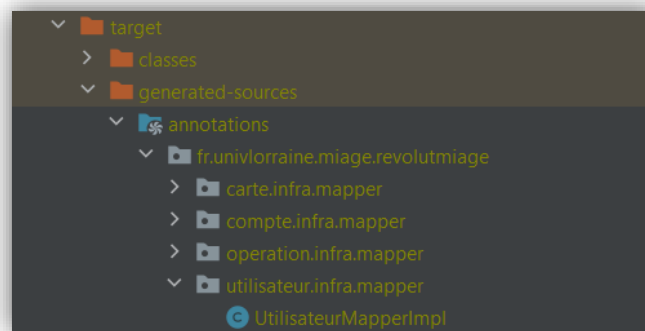 target
classes
generated-sources
annotations
fr.univlorraine.miage.revolutmiage
carte.infra.mapper
compte.infra.mapper
operation.infra.mapper
utilisateur.infra.mapper
C UtilisateurMapperImpl